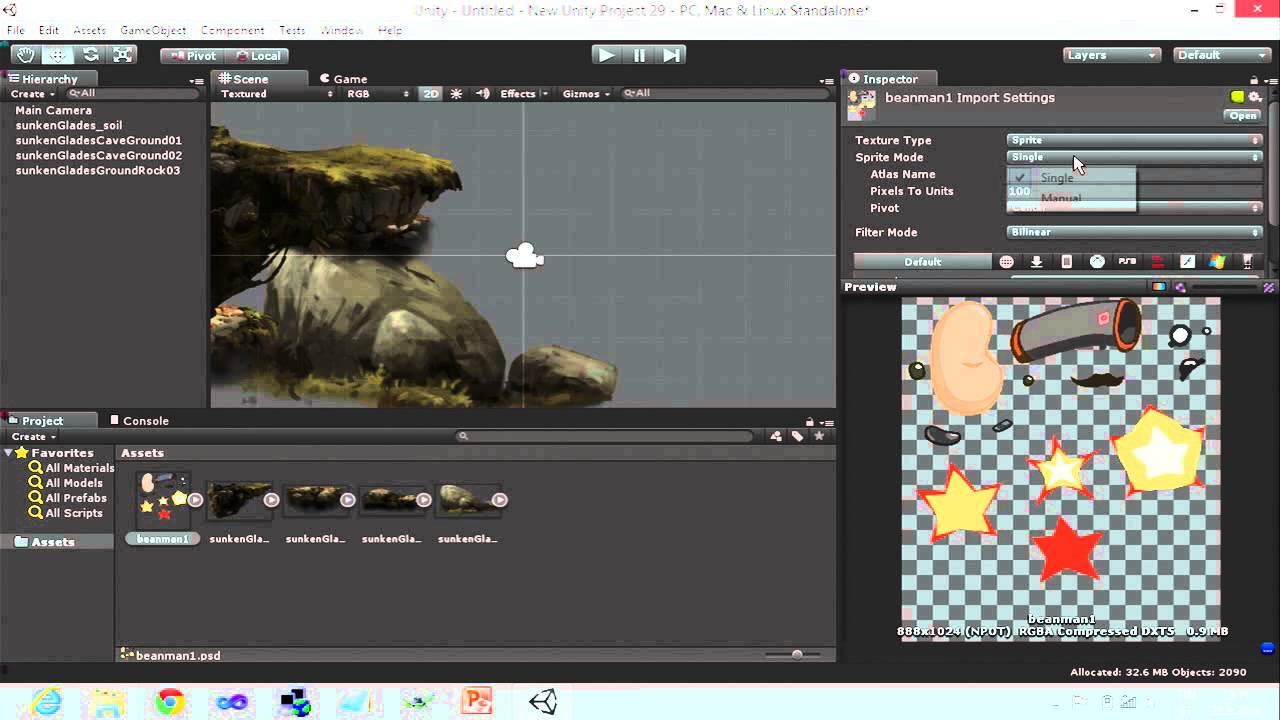 Unity - Untitled - New Unity Project 29 - PC, Mac & Linux Standalone*
File Edit Assets GameObject Component Tests Window Help
Pivot Local Layers Default
Hierarchy
Create All
Main Camera
sunkenGlades_soil
sunkenGladesCaveGround01
sunkenGladesCaveGround02
sunkenGladesGroundRock03
Scene Game
Textured RGB 2D Effects Gizmos All
Inspector
beanman1 Import Settings
Open
Texture Type Sprite
Sprite Mode Single
Atlas Name Single
Pixels To Units 100 Manual
Pivot
Filter Mode Bilinear
Default
Preview
beanman1
888x1024 (NPOT) RGBA Compressed DXT5 0.9 MB
Project Console
Create
Favorites
All Materials
All Models
All Prefabs
All Scripts
Assets
Assets
beanman1 sunkenGla... sunkenGla... sunkenGla... sunkenGla...
beanman1.psd
Allocated: 32.6 MB Objects: 2090